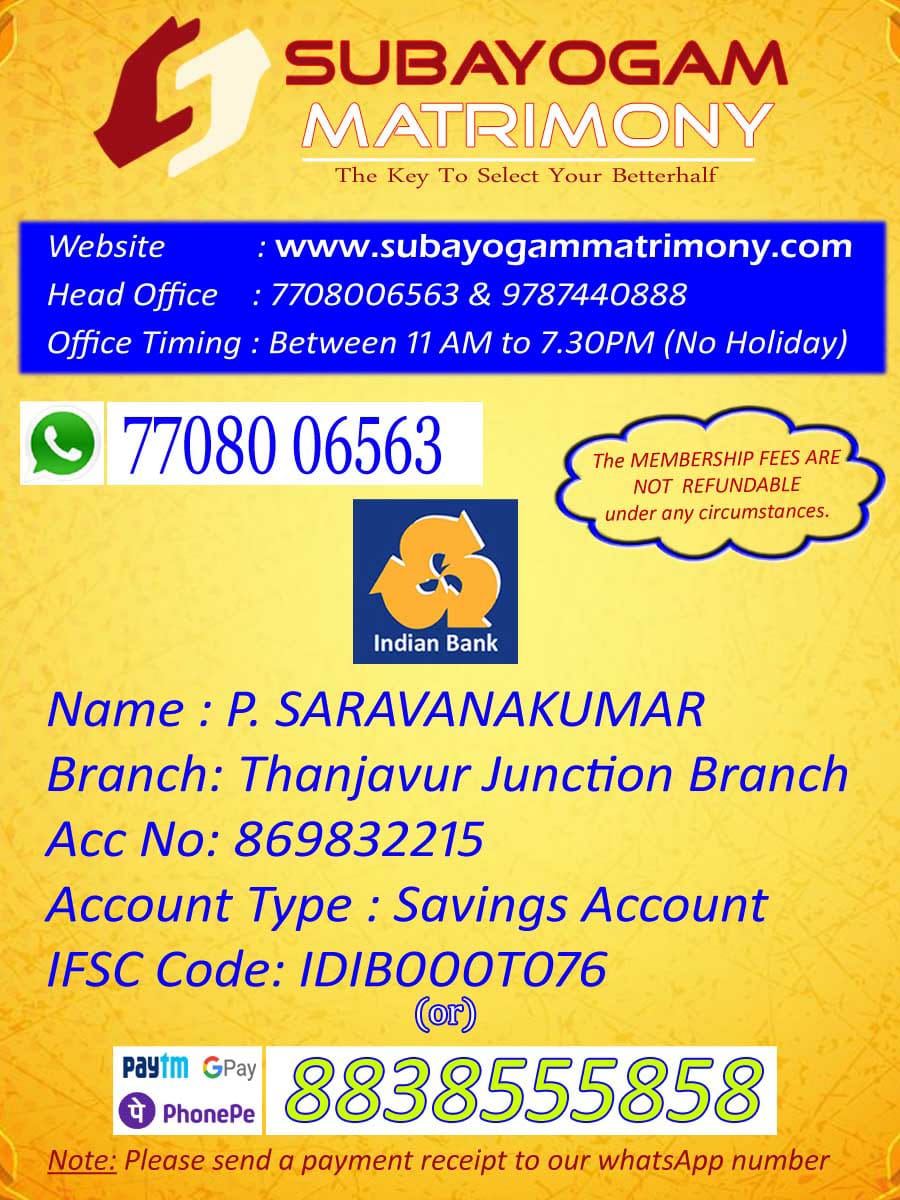 SUBAYOGAM
MATRIMONY
The Key To Select Your Betterhalf
Website : www.subayogammatrimony.com
Head Office : 7708006563 & 9787440888
Office Timing : Between 11 AM to 7.30PM (No Holiday)
77080 06563
The MEMBERSHIP FEES ARE
NOT REFUNDABLE
under any circumstances.
Indian Bank
Name : P. SARAVANAKUMAR
Branch: Thanjavur Junction Branch
Acc No: 869832215
Account Type : Savings Account
IFSC Code: IDIB000T076
(or)
paytm GPay
पे PhonePe
8838555858
Note: Please send a payment receipt to our whatsApp number